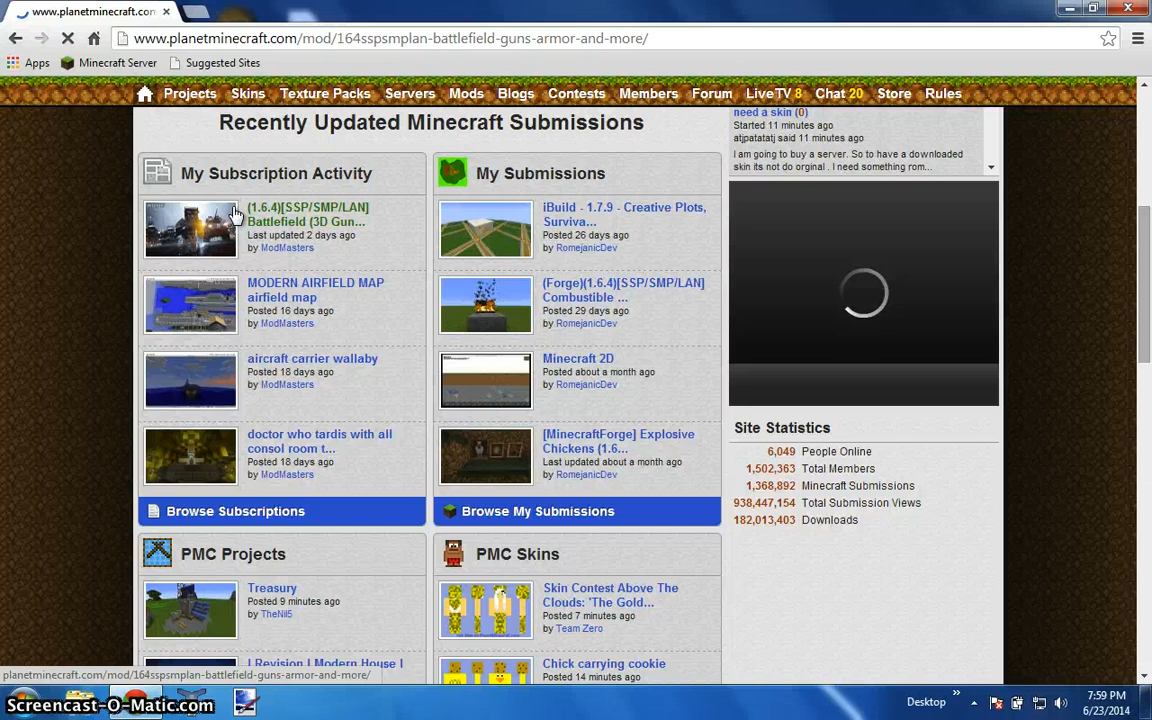 www.planetminecraft.com/
www.planetminecraft.com/mod/164sspsmplan-battlefield-guns-armor-and-more/
Apps Minecraft Server Suggested Sites
Projects Skins Texture Packs Servers Mods Blogs Contests Members Forum Live TV 8 Chat 20 Store Rules
Recently Updated Minecraft Submissions
need a skin (0)
Started 11 minutes ago
atjpatatatj said 11 minutes ago
I am going to buy a server. So to have a downloaded
skin its not do orginal . I need something rom...
My Subscription Activity
(1.6.4)[SSP/SMP/LAN]
Battlefield (3D Gun...
Last updated 2 days ago
by ModMasters
MODERN AIRFIELD MAP
airfield map
Posted 16 days ago
by ModMasters
aircraft carrier wallaby
Posted 18 days ago
by ModMasters
doctor who tardis with all
consol room t...
Posted 18 days ago
by ModMasters
Browse Subscriptions
My Submissions
iBuild - 1.7.9 - Creative Plots,
Surviva...
Posted 26 days ago
by RomejanicDev
(Forge)(1.6.4)[SSP/SMP/LAN]
Combustible ...
Posted 29 days ago
by RomejanicDev
Minecraft 2D
Posted about a month ago
by RomejanicDev
[MinecraftForge] Explosive
Chickens (1.6...
Last updated about a month ago
by RomejanicDev
Browse My Submissions
Site Statistics
6,049 People Online
1,502,363 Total Members
1,368,892 Minecraft Submissions
938,447,154 Total Submission Views
182,013,403 Downloads
PMC Projects
Treasury
Posted 9 minute ago
by TheNil5
| Revision | Modern House |
PMC Skins
Skin Contest Above The
Clouds: 'The Gold...
Posted 7 minute ago
by Team Zero
Chick carrying cookie
Posted 14 minute ago
planetminecraft.com/mod/164sspsmplan-battlefield-guns-armor-and-more/
Screencast-O-Matic.com
Desktop
7:59 PM
6/23/2014